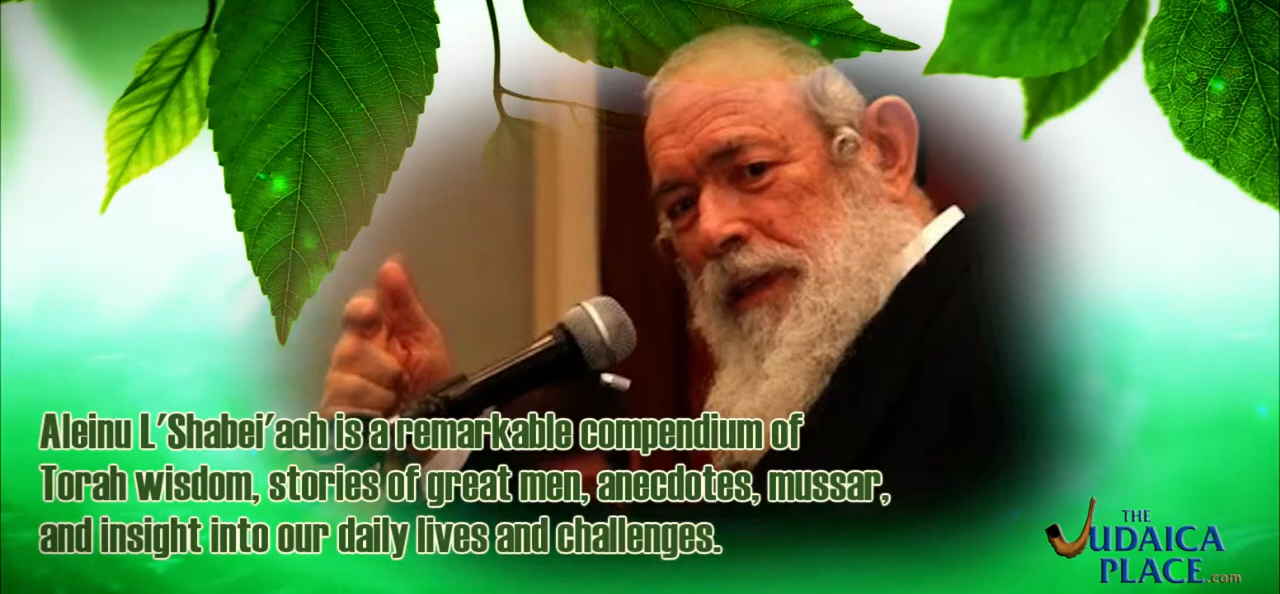 Aleinu L'Shabei'ach is a remarkable compendium of
Torah wisdom, stories of great men, anecdotes, mussar,
and insight into our daily lives and challenges.
THE
JUDAICA
PLACE.com